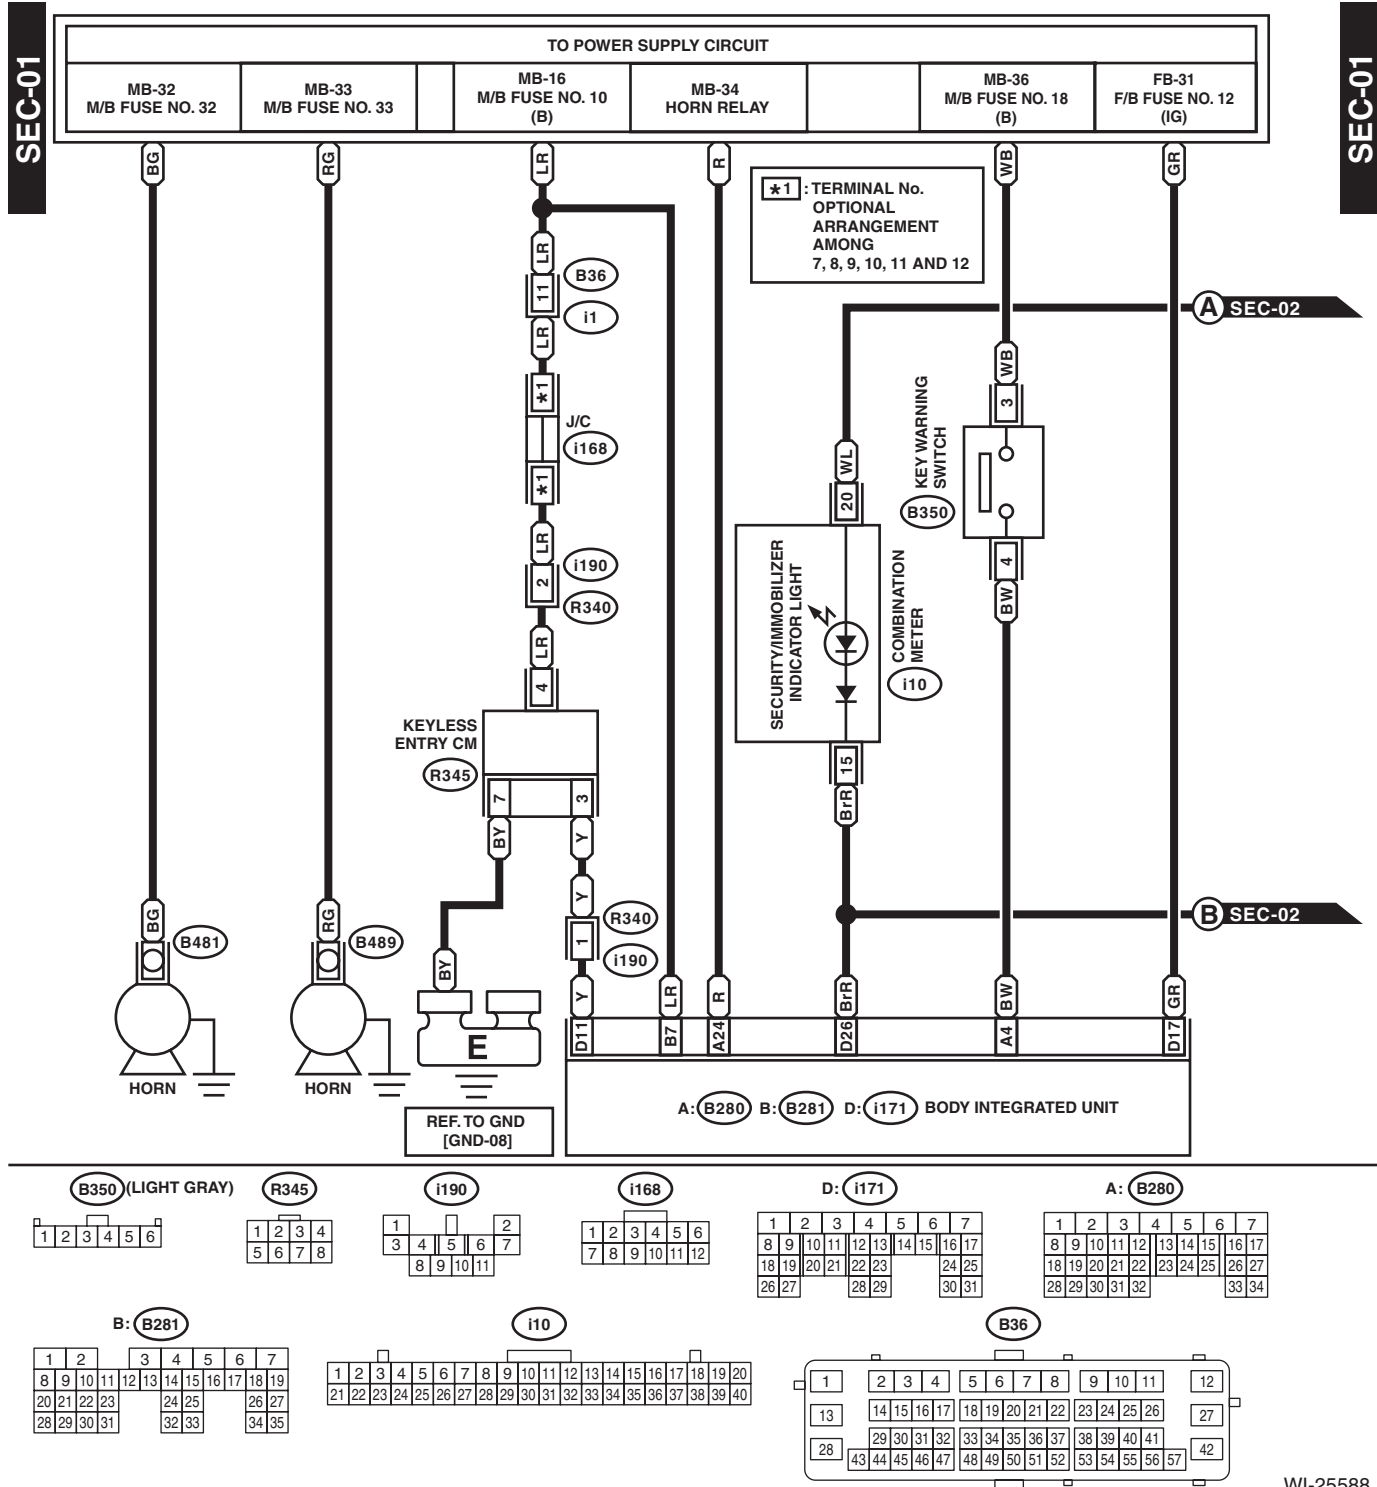 SEC-01
SEC-01
TO POWER SUPPLY CIRCUIT
MB-32
M/B FUSE NO. 32
MB-33
M/B FUSE NO. 33
MB-16
M/B FUSE NO. 10
(B)
MB-34
HORN RELAY
MB-36
M/B FUSE NO. 18
(B)
FB-31
F/B FUSE NO. 12
(IG)
BG
RG
LR
R
WB
GR
*1 : TERMINAL No.
OPTIONAL
ARRANGEMENT
AMONG
7, 8, 9, 10, 11 AND 12
LR
11
B36
i1
LR
A SEC-02
WB
3
KEY WARNING
SWITCH
B350
4
BW
*1
J/C
i168
*1
LR
2
i190
R340
LR
4
KEYLESS
ENTRY CM
R345
7
3
BY
Y
WL
20
SECURITY/IMMOBILIZER
INDICATOR LIGHT
COMBINATION
METER
i10
15
BrR
Y
R340
1
i190
B SEC-02
BG
B481
RG
B489
BY
Y
LR
R
BrR
BW
GR
D11
B7
A24
D26
A4
D17
E
HORN
HORN
REF. TO GND
[GND-08]
A: B280 B: B281 D: i171 BODY INTEGRATED UNIT
B350 (LIGHT GRAY)
1 2 3 4 5 6
R345
1 2 3 4
5 6 7 8
i190
1 2
3 4 5 6 7
8 9 10 11
i168
1 2 3 4 5 6
7 8 9 10 11 12
D: i171
1 2 3 4 5 6 7
8 9 10 11 12 13 14 15 16 17
18 19 20 21 22 23 24 25
26 27 28 29 30 31
A: B280
1 2 3 4 5 6 7
8 9 10 11 12 13 14 15 16 17
18 19 20 21 22 23 24 25 26 27
28 29 30 31 32 33 34
B: B281
1 2 3 4 5 6 7
8 9 10 11 12 13 14 15 16 17 18 19
20 21 22 23 24 25 26 27
28 29 30 31 32 33 34 35
i10
1 2 3 4 5 6 7 8 9 10 11 12 13 14 15 16 17 18 19 20
21 22 23 24 25 26 27 28 29 30 31 32 33 34 35 36 37 38 39 40
B36
1 2 3 4 5 6 7 8 9 10 11 12
13 14 15 16 17 18 19 20 21 22 23 24 25 26 27
28 29 30 31 32 33 34 35 36 37 38 39 40 41 42
43 44 45 46 47 48 49 50 51 52 53 54 55 56 57
WI-25588